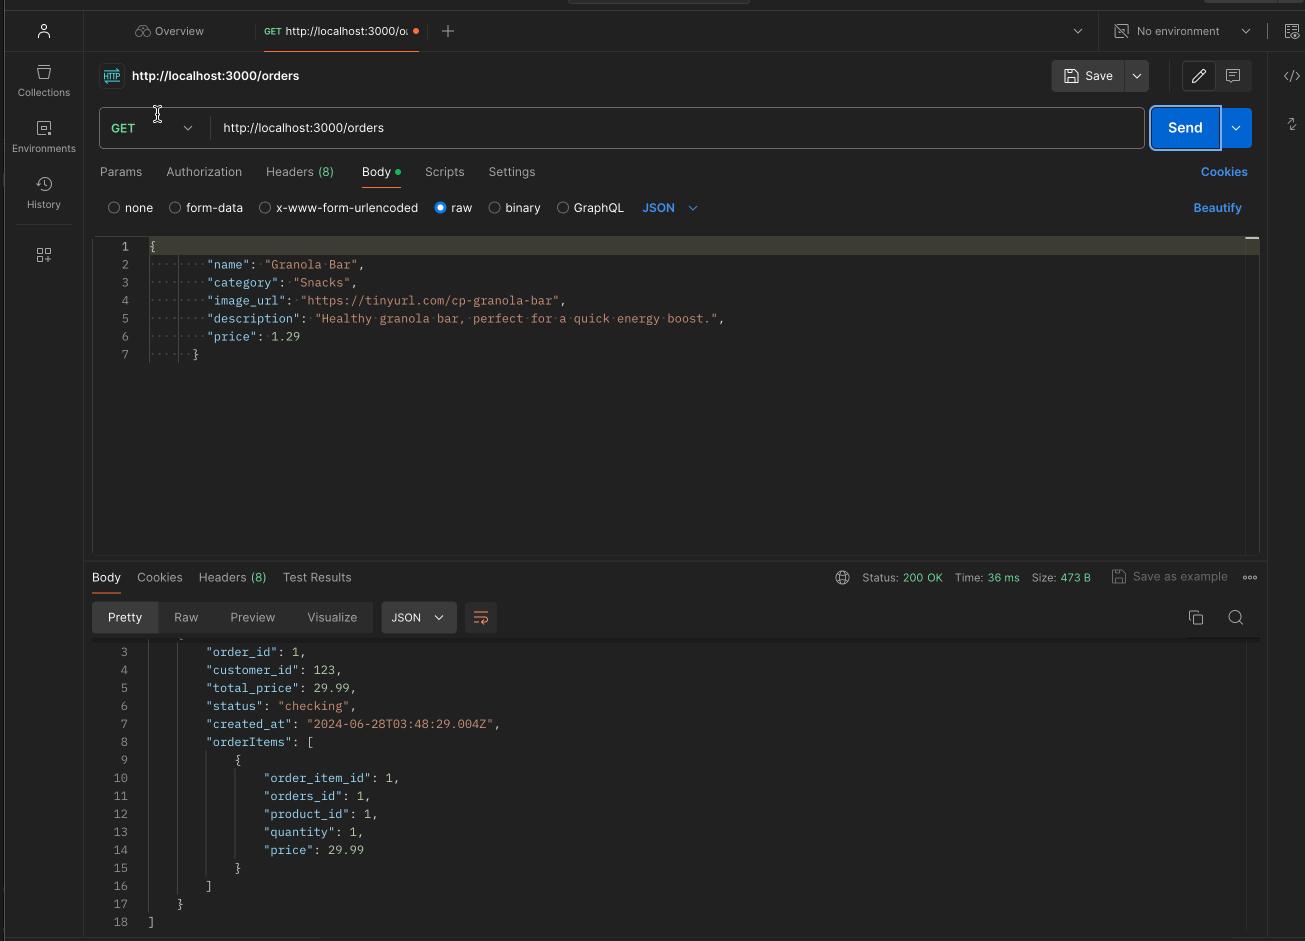 Overview
GET http://localhost:3000/o
No environment
HTTP http://localhost:3000/orders
Save
Collections
Environments
History
GET http://localhost:3000/orders
Send
Params Authorization Headers (8) Body Scripts Settings Cookies
none form-data x-www-form-urlencoded raw binary GraphQL JSON Beautify
1 {
2 "name": "Granola Bar",
3 "category": "Snacks",
4 "image_url": "https://tinyurl.com/cp-granola-bar",
5 "description": "Healthy granola bar, perfect for a quick energy boost.",
6 "price": 1.29
7 }
Body Cookies Headers (8) Test Results Status: 200 OK Time: 36 ms Size: 473 B Save as example
Pretty Raw Preview Visualize JSON
3 "order_id": 1,
4 "customer_id": 123,
5 "total_price": 29.99,
6 "status": "checking",
7 "created_at": "2024-06-28T03:48:29.004Z",
8 "orderItems": [
9 {
10 "order_item_id": 1,
11 "orders_id": 1,
12 "product_id": 1,
13 "quantity": 1,
14 "price": 29.99
15 }
16 ]
17 }
18 ]